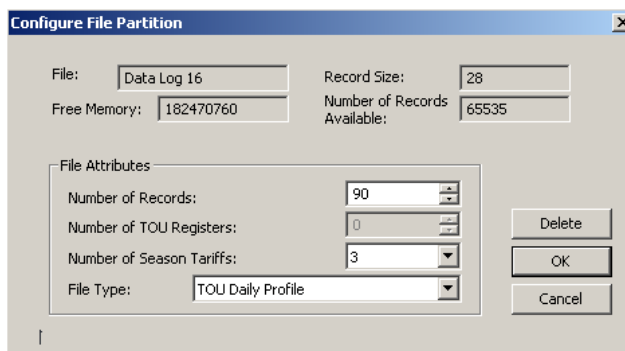 Configure File Partition
File: Data Log 16
Record Size: 28
Free Memory: 182470760
Number of Records Available: 65535
File Attributes
Number of Records: 90
Number of TOU Registers: 0
Number of Season Tariffs: 3
File Type: TOU Daily Profile
Delete
OK
Cancel